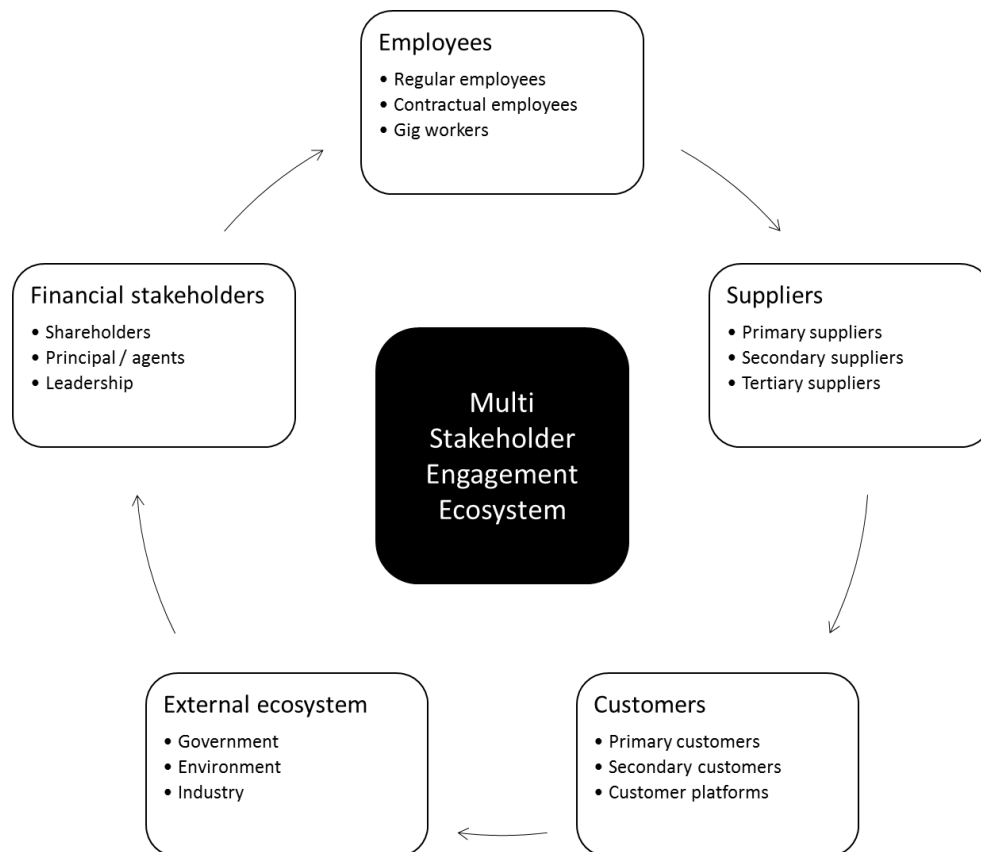 Employees
• Regular employees
• Contractual employees
• Gig workers
Financial stakeholders
• Shareholders
• Principal / agents
• Leadership
Multi
Stakeholder
Engagement
Ecosystem
Suppliers
• Primary suppliers
• Secondary suppliers
• Tertiary suppliers
External ecosystem
• Government
• Environment
• Industry
Customers
• Primary customers
• Secondary customers
• Customer platforms